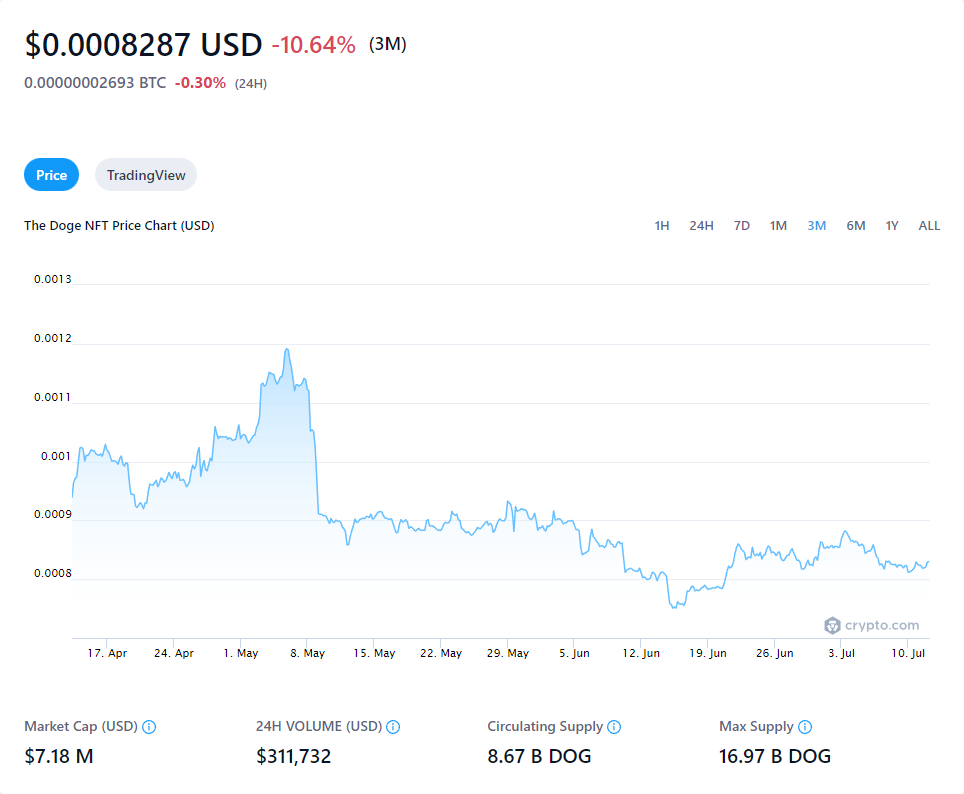 $0.0008287 USD -10.64% (3M)
0.00000002693 BTC -0.30% (24H)
Price TradingView
The Doge NFT Price Chart (USD) 1H 24H 7D 1M 3M 6M 1Y ALL
0.0013
0.0012
0.0011
0.001
0.0009
0.0008
crypto.com
17. Apr 24. Apr 1. May 8. May 15. May 22. May 29. May 5. Jun 12. Jun 19. Jun 26. Jun 3. Jul 10. Jul
Market Cap (USD) 24H VOLUME (USD) Circulating Supply Max Supply
$7.18 M $311,732 8.67 B DOG 16.97 B DOG